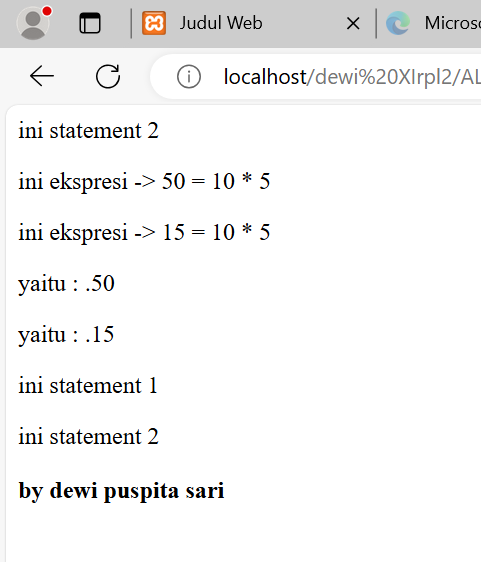 Judul Web
Micros
localhost/dewi%20XIrpl2/AL
ini statement 2
ini ekspresi -> 50 = 10 * 5
ini ekspresi -> 15 = 10 * 5
yaitu : .50
yaitu : .15
ini statement 1
ini statement 2
by dewi puspita sari